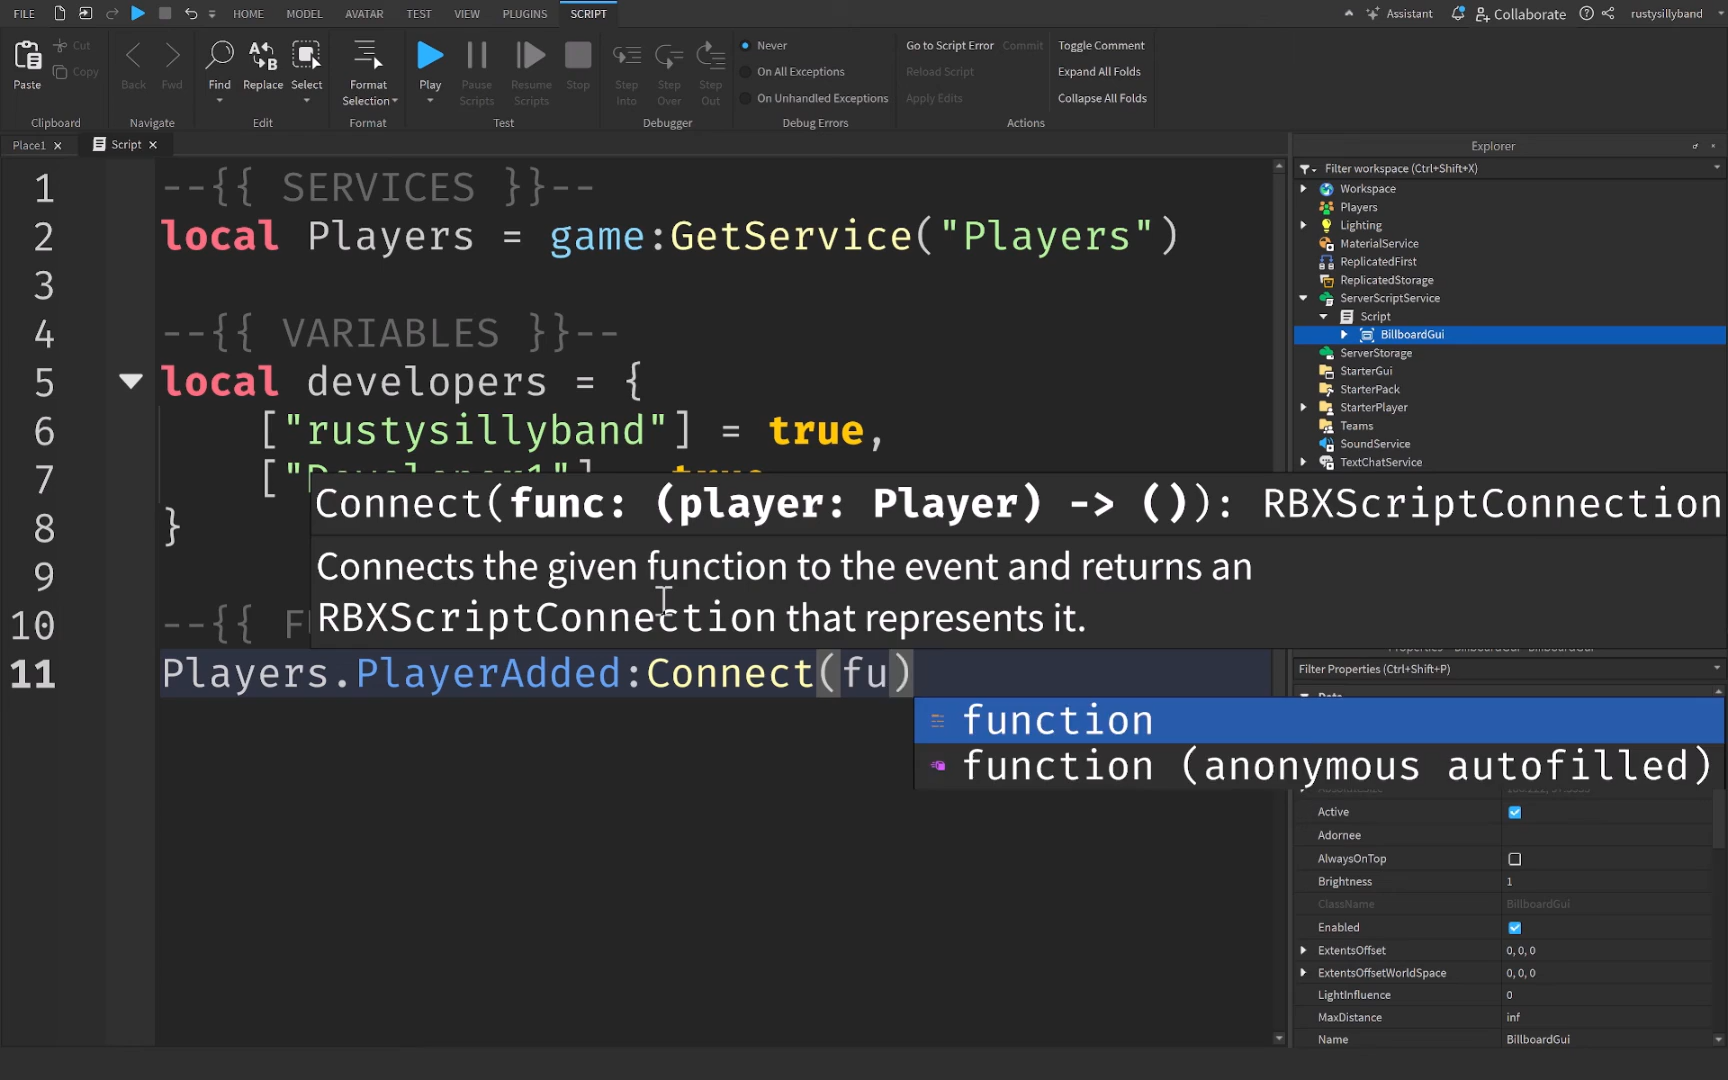 FILE HOME MODEL AVATAR TEST VIEW PLUGINS SCRIPT Assistant Collaborate rustysillyband
Paste Cut Copy Back Fwd Find Replace Select Format Selection Play Pause Scripts Resume Scripts Stop Step Into Step Over Step Out Never On All Exceptions On Unhandled Exceptions Go to Script Error Commit Reload Script Apply Edits Toggle Comment Expand All Folds Collapse All Folds
Clipboard Navigate Edit Format Test Debugger Debug Errors Actions
Place1 Script
1 --{{ SERVICES }}--
2 local Players = game:GetService("Players")
3
4 --{{ VARIABLES }}--
5 local developers = {
6 ["rustysillyband"] = true,
7 ["Developer1"] = true
8 }
9
10 --{{ F
11 Players.PlayerAdded:Connect(fu)
Connect(func: (player: Player) -> ()): RBXScriptConnection
Connects the given function to the event and returns an
RBXScriptConnection that represents it.
function
function (anonymous autofilled)
Explorer
Filter workspace (Ctrl+Shift+X)
Workspace
Players
Lighting
MaterialService
ReplicatedFirst
ReplicatedStorage
ServerScriptService
Script
BillboardGui
ServerStorage
StarterGui
StarterPack
StarterPlayer
Teams
SoundService
TextChatService
Filter Properties (Ctrl+Shift+P)
Data
Active
Adornee
AlwaysOnTop
Brightness 1
ClassName BillboardGui
Enabled
ExtentsOffset 0, 0, 0
ExtentsOffsetWorldSpace 0, 0, 0
LightInfluence 0
MaxDistance inf
Name BillboardGui